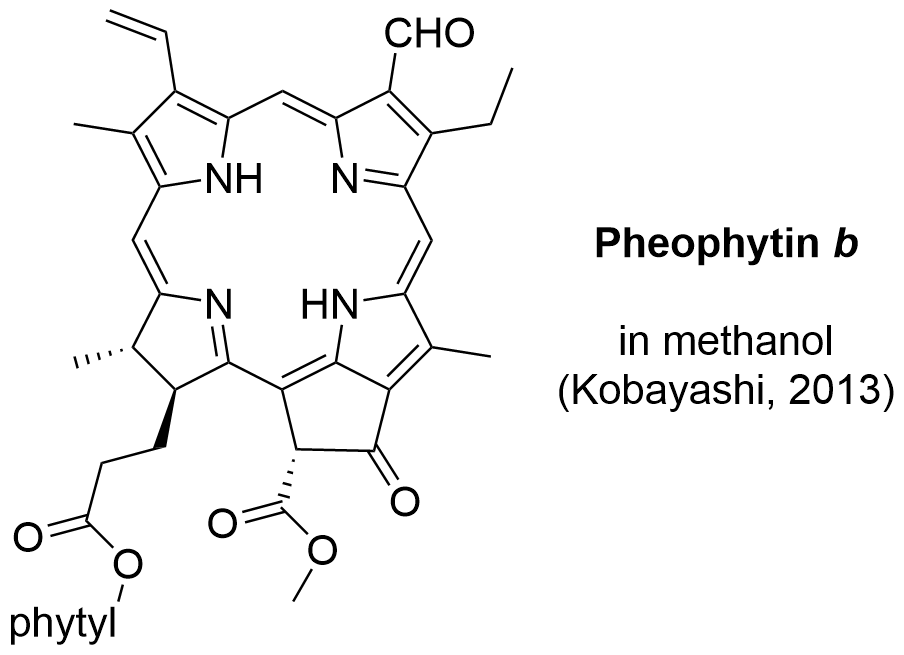 CHO
NH
N
N
HN
O
O
O
O
phytyl
Pheophytin b
in methanol
(Kobayashi, 2013)